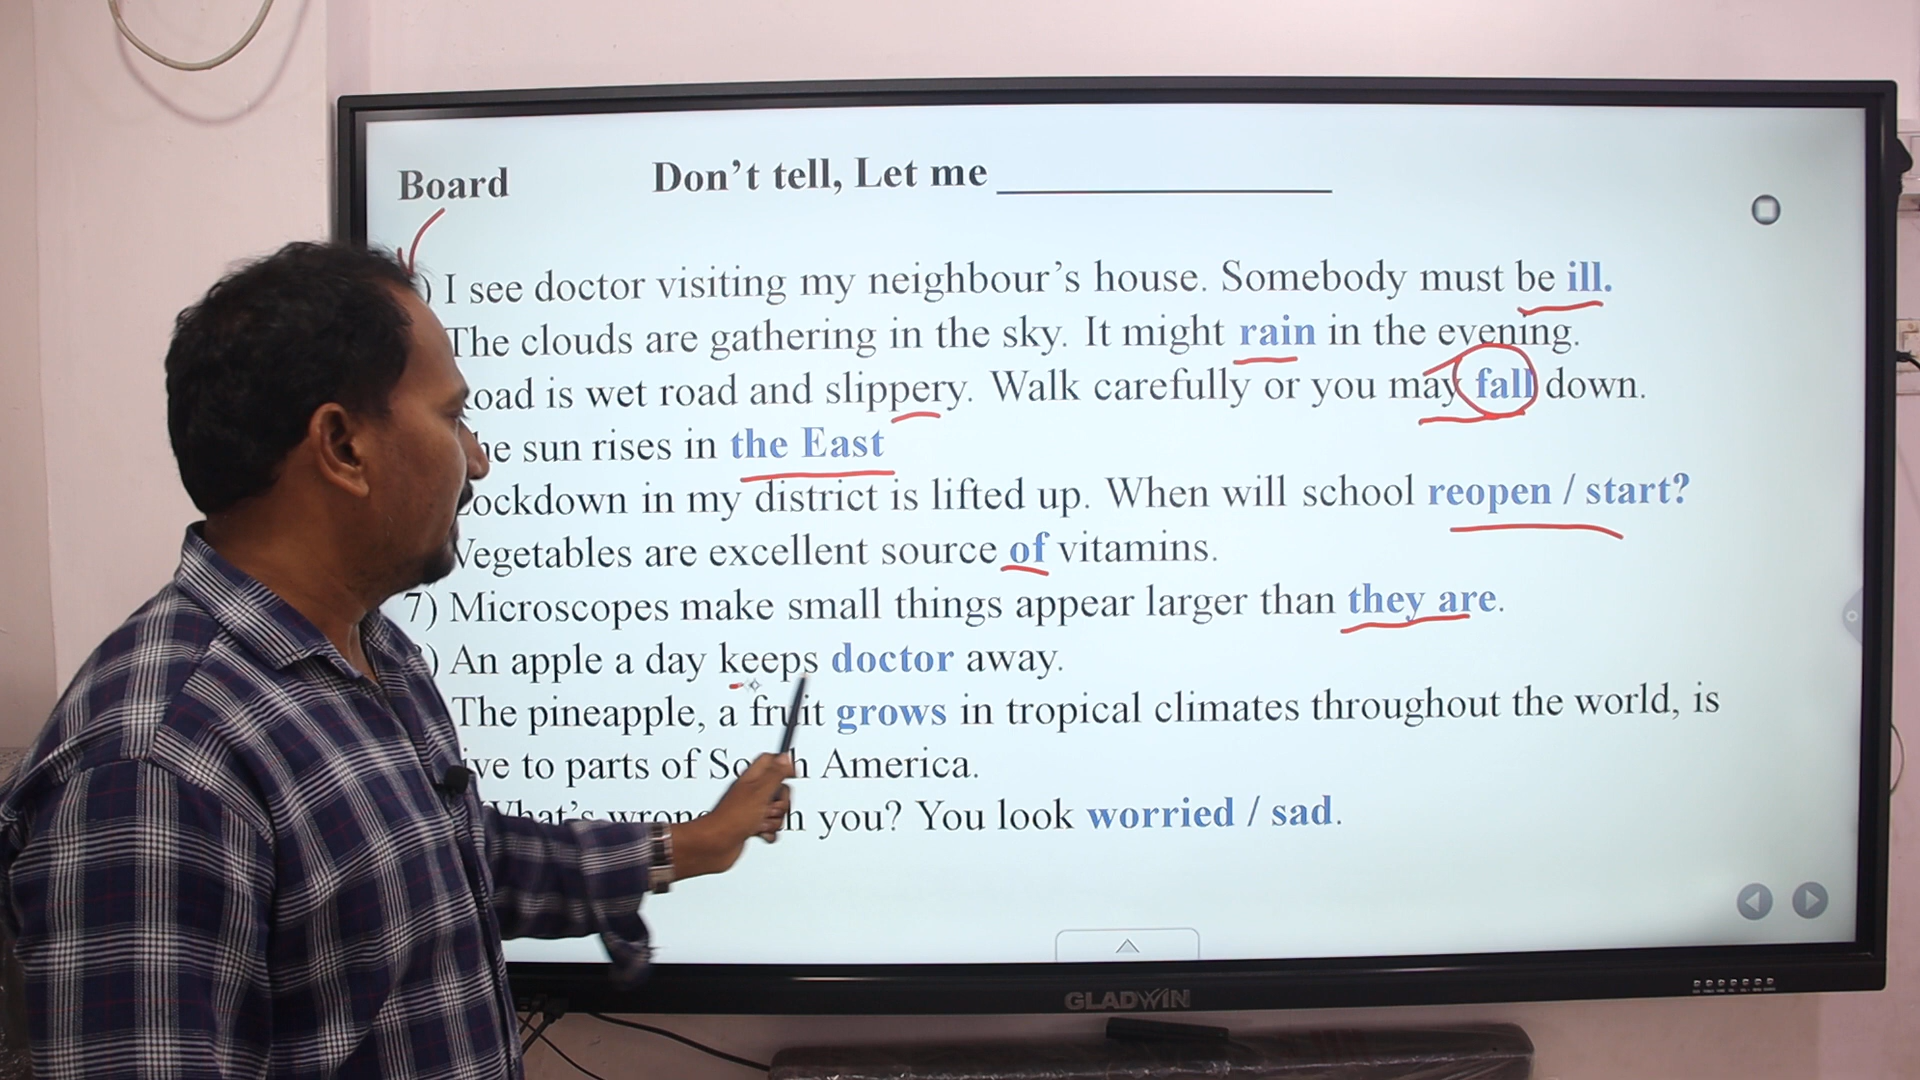 Board Don't tell, Let me ____________________
) I see doctor visiting my neighbour's house. Somebody must be ill.
The clouds are gathering in the sky. It might rain in the evening.
oad is wet road and slippery. Walk carefully or you may fall down.
he sun rises in the East
ockdown in my district is lifted up. When will school reopen / start?
Vegetables are excellent source of vitamins.
7) Microscopes make small things appear larger than they are.
) An apple a day keeps doctor away.
The pineapple, a fruit grows in tropical climates throughout the world, is
ive to parts of So h America.
hat's wron h you? You look worried / sad.
GLADWIN